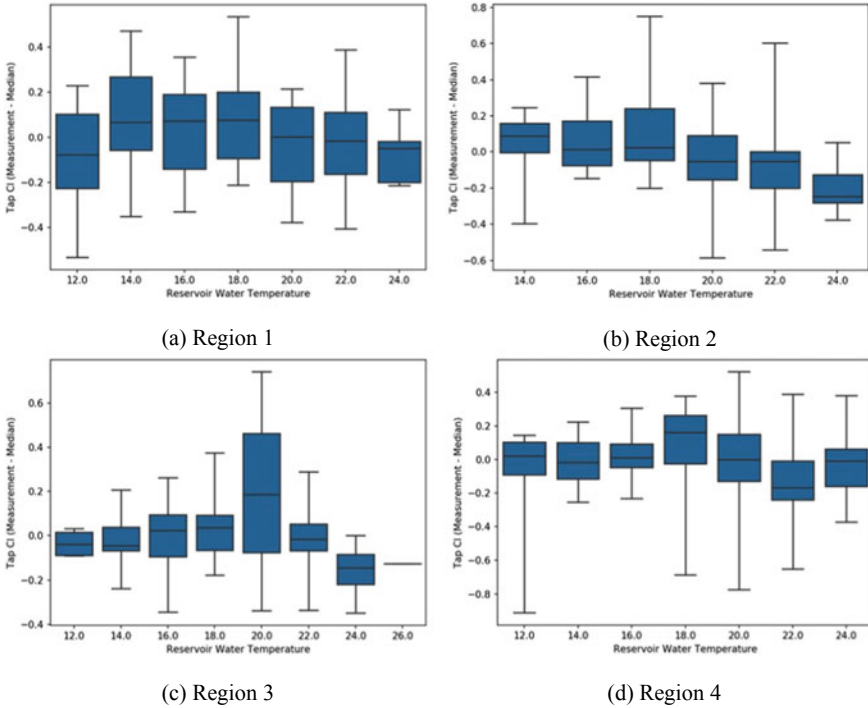 Tap Cl (Measurement - Median)
0.4
0.2
0.0
−0.2
−0.4
12.0 14.0 16.0 18.0 20.0 22.0 24.0
Reservoir Water Temperature
(a) Region 1
Tap Cl (Measurement - Median)
0.8
0.6
0.4
0.2
0.0
−0.2
−0.4
−0.6
14.0 16.0 18.0 20.0 22.0 24.0
Reservoir Water Temperature
(b) Region 2
Tap Cl (Measurement - Median)
0.6
0.4
0.2
0.0
−0.2
−0.4
12.0 14.0 16.0 18.0 20.0 22.0 24.0 26.0
Reservoir Water Temperature
(c) Region 3
Tap Cl (Measurement - Median)
0.4
0.2
0.0
−0.2
−0.4
−0.6
−0.8
12.0 14.0 16.0 18.0 20.0 22.0 24.0
Reservoir Water Temperature
(d) Region 4